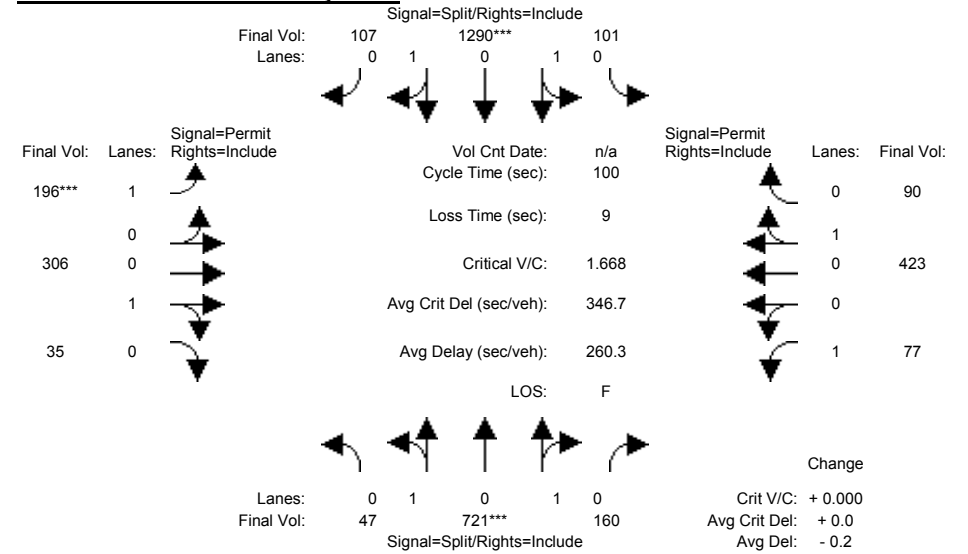 Signal=Split/Rights=Include
Final Vol: 107 1290*** 101
Lanes: 0 1 0 1 0
Signal=Permit Signal=Permit
Final Vol: Lanes: Rights=Include Vol Cnt Date: n/a Rights=Include Lanes: Final Vol:
Cycle Time (sec): 100
196*** 1 0 90
Loss Time (sec): 9
0 1
306 0 Critical V/C: 1.668 0 423
1 Avg Crit Del (sec/veh): 346.7 0
35 0 Avg Delay (sec/veh): 260.3 1 77
LOS: F
Change
Lanes: 0 1 0 1 0 Crit V/C: + 0.000
Final Vol: 47 721*** 160 Avg Crit Del: + 0.0
Signal=Split/Rights=Include Avg Del: - 0.2